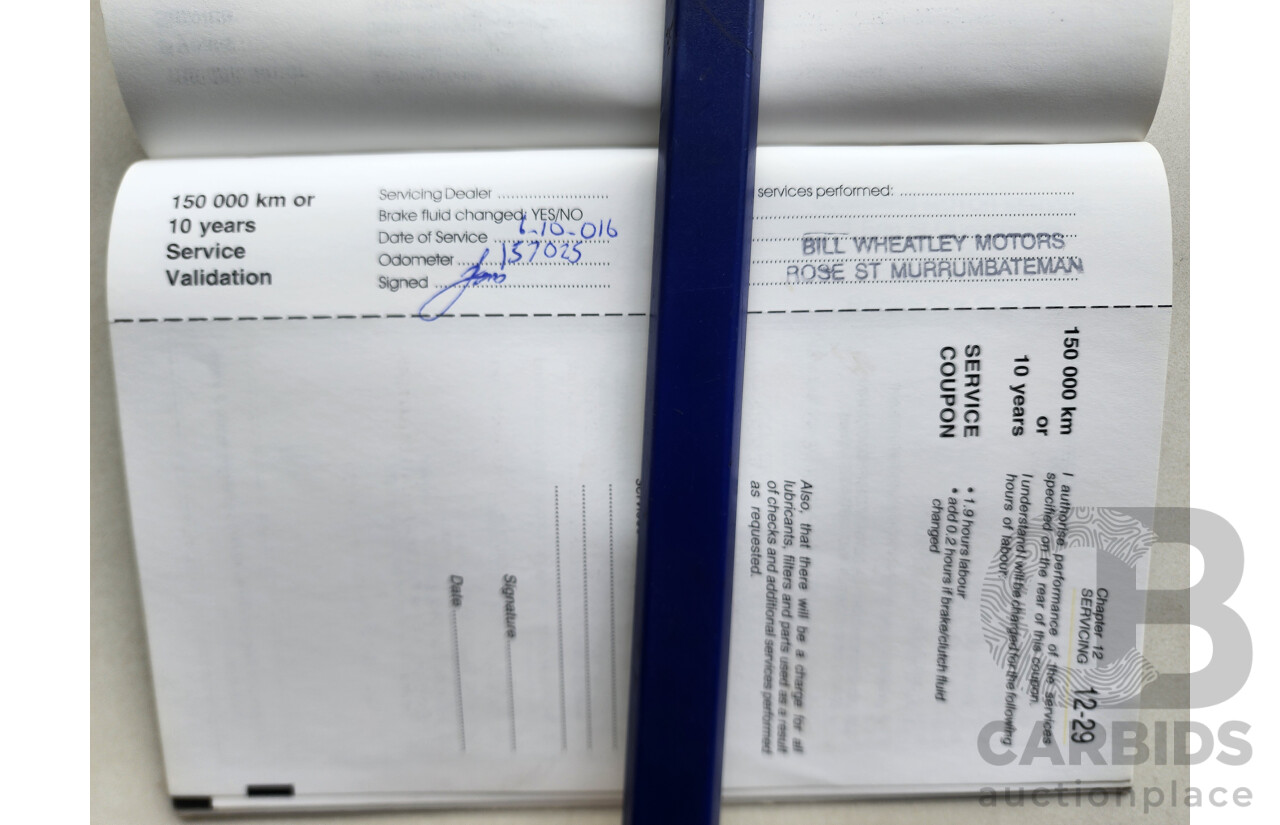 150 000 km or
10 years
Service
Validation
Servicing Dealer
Brake fluid changed: YES/NO
Date of Service 1-10-016
Odometer 157025
Signed
services performed:
BILL WHEATLEY MOTORS
ROSE ST MURRUMBATEMAN
150 000 km
or
10 years
SERVICE
COUPON
Chapter 12
SERVICING 12-29
I authorise performance of the services
specified on the rear of this coupon.
I understand I will be charged for the following
hours of labour:
• 1.9 hours labour
• add 0.2 hours if brake/clutch fluid
changed
Also, that there will be a charge for all
lubricants, filters and parts used as a result
of checks and additional services performed
as requested.
Signature
Date
CARBIDS
auctionplace